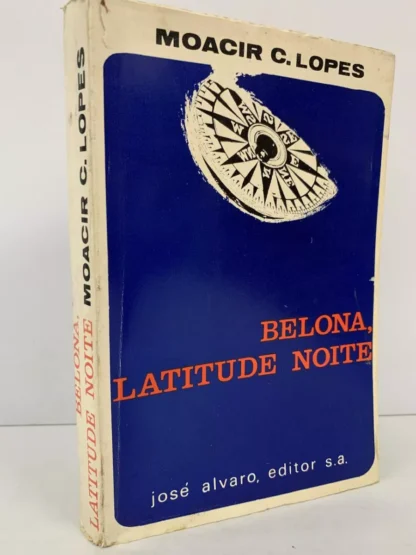 MOACIR C. LOPES
BELONA,
LATITUDE NOITE
josé alvaro, editor s.a.
MOACIR C. LOPES
BELONA,
LATITUDE NOITE